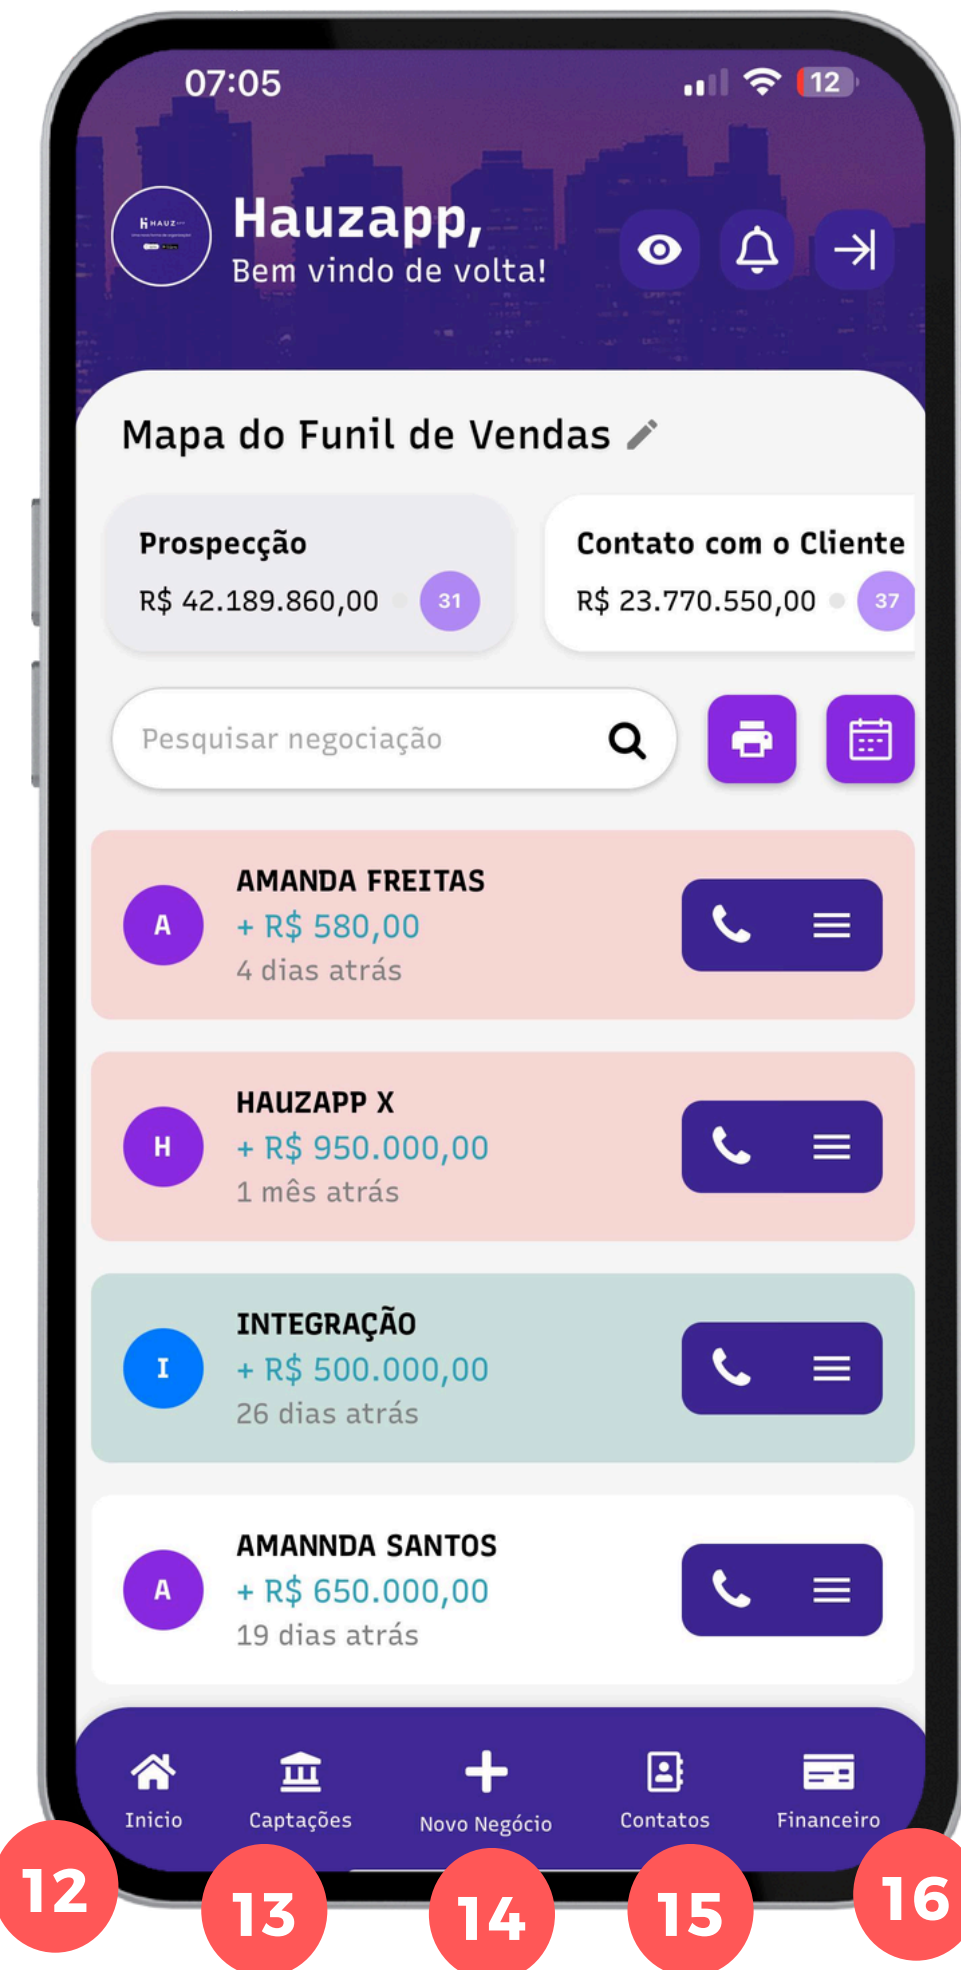 07:05
12
HAUZ
Hauzapp,
Bem vindo de volta!
Mapa do Funil de Vendas
Prospecção
R$ 42.189.860,00
31
Contato com o Cliente
R$ 23.770.550,00
37
Pesquisar negociação
A
AMANDA FREITAS
+ R$ 580,00
4 dias atrás
H
HAUZAPP X
+ R$ 950.000,00
1 mês atrás
I
INTEGRAÇÃO
+ R$ 500.000,00
26 dias atrás
A
AMANNDA SANTOS
+ R$ 650.000,00
19 dias atrás
Inicio
Captações
Novo Negócio
Contatos
Financeiro
12
13
14
15
16